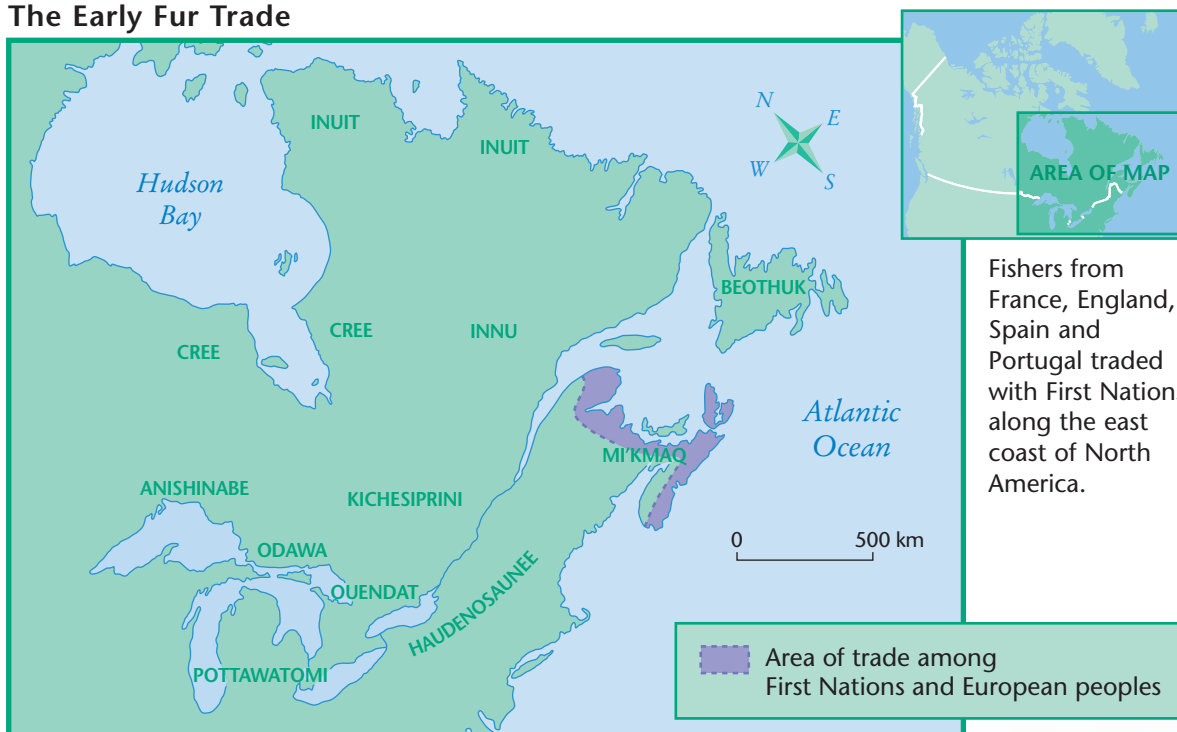 The Early Fur Trade
N
E
W
S
AREA OF MAP
INUIT
INUIT
Hudson
Bay
BEOTHUK
CREE
INNU
CREE
Fishers from
France, England,
Spain and
Portugal traded
with First Nation
along the east
coast of North
America.
Atlantic
Ocean
MI'KMAQ
ANISHINABE
KICHESIPRINI
0 500 km
ODAWA
OUENDAT
HAUDENOSAUNEE
POTTAWATOMI
Area of trade among
First Nations and European peoples